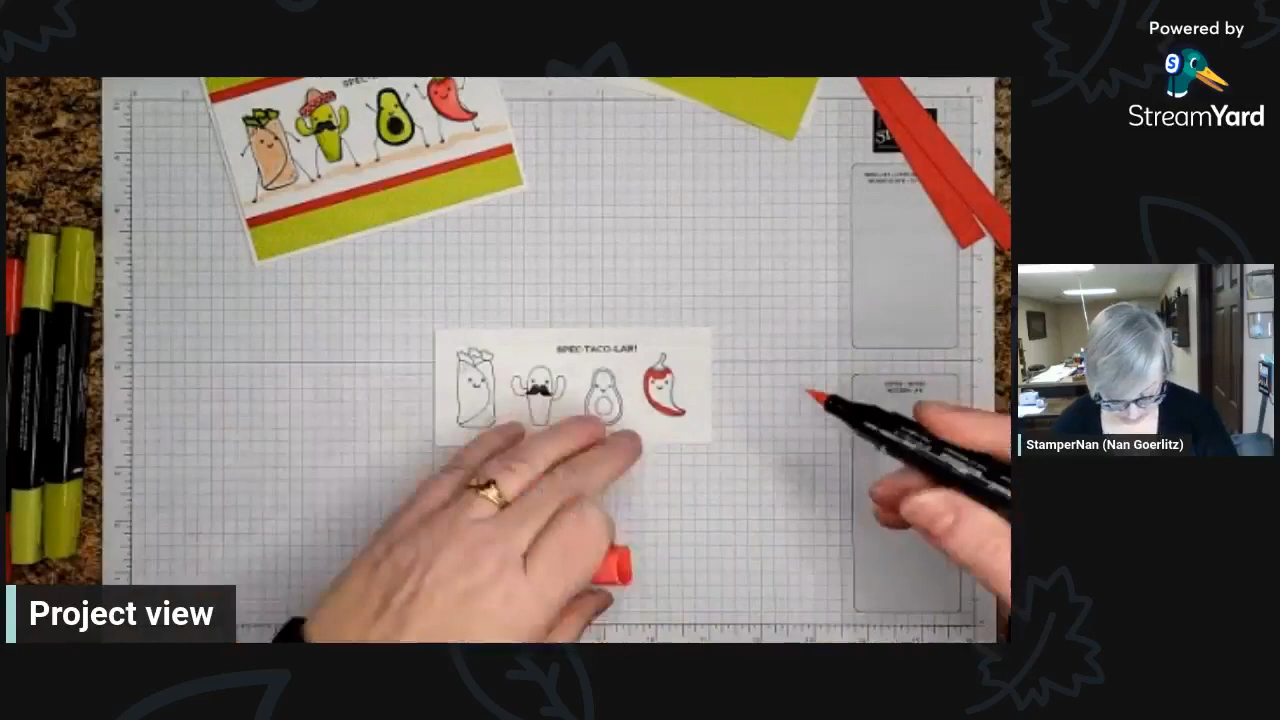 Powered by
StreamYard
SPEC-TACO-LAR!
StamperNan (Nan Goerlitz)
Project view